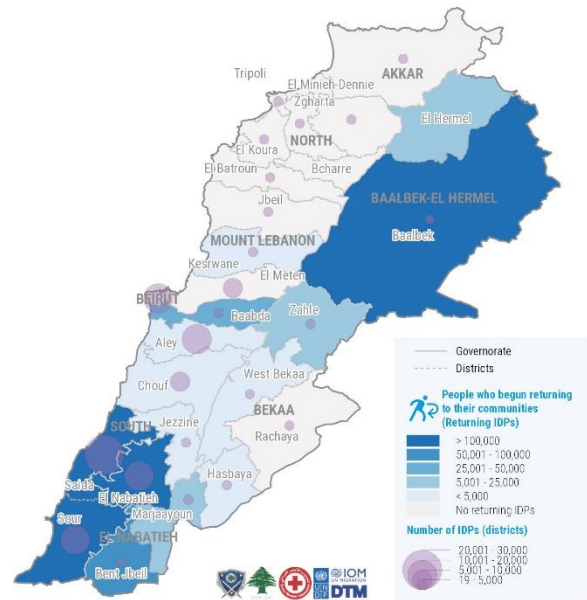 AKKAR
Tripoli
El Minieh-Dennie
Zgharta
El Hermel
NORTH
El Koura
El Batroun
Bcharre
Jbeil
BAALBEK-EL HERMEL
Baalbek
MOUNT LEBANON
Kesrwane
El Meten
BEIRUT
Baabda
Zahle
Aley
West Bekaa
Chouf
BEKAA
Jezzine
Rachaya
SOUTH
Hasbaya
Saida
El Nabatieh
Marjaayoun
Sour
EL NABATIEH
Bent Jbeil
Governorate
Districts
People who begun returning
to their communities
(Returning IDPs)
> 100,000
50,001 - 100,000
25,001 - 50,000
5,001 - 25,000
< 5,000
No returning IDPs
Number of IDPs (districts)
20,001 - 30,000
10,001 - 20,000
5,001 - 10,000
19 - 5,000
IOM
UN MIGRATION
DTM